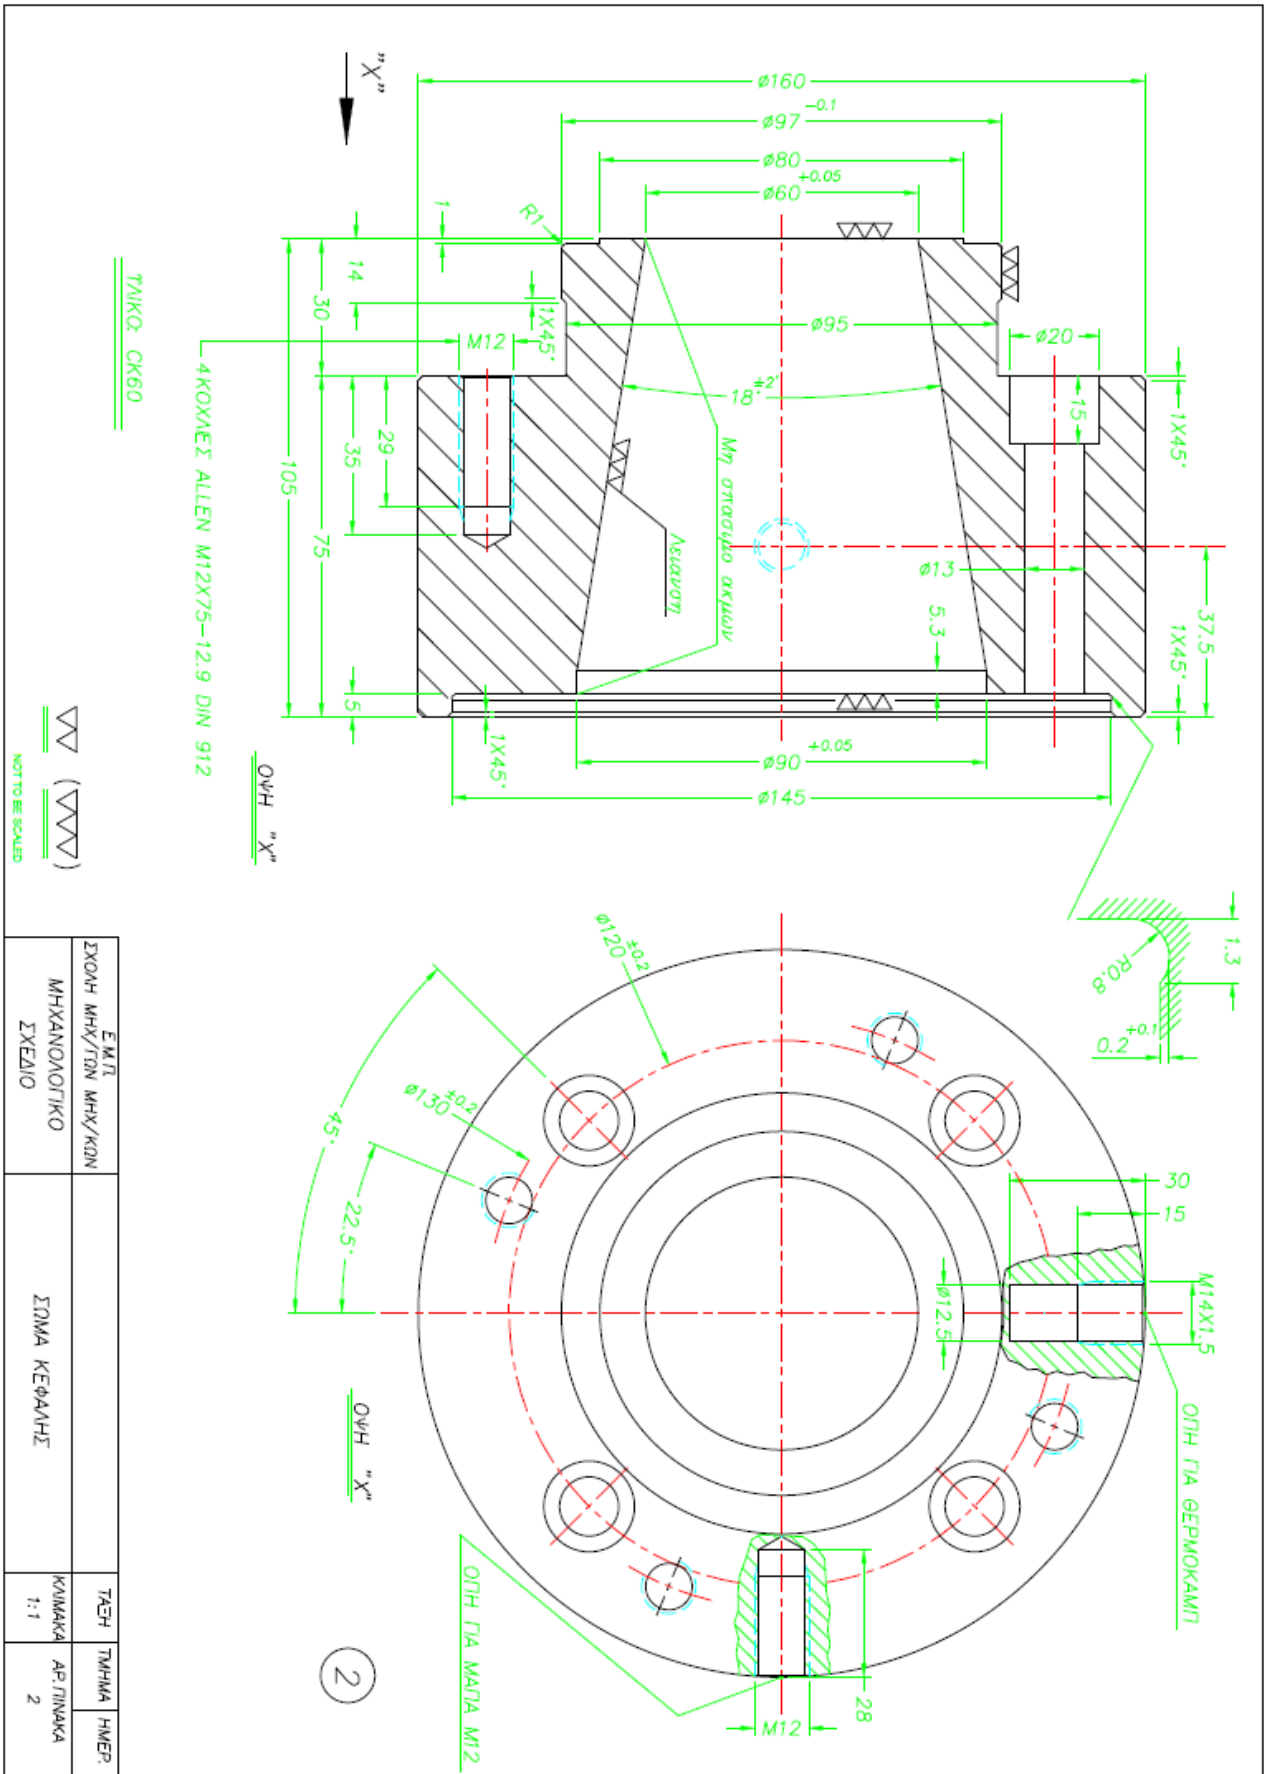 "X"
ø160
ø97 -0.1
ø80
ø60 +0.05
R1
1
14
30
1X45°
M12
ø95
ø20
18° ±2'
15
1X45°
29
35
75
105
Μη σπασιμο ακμων
Λειανση
ø13
5.3
37.5
1X45°
5
1X45°
ø90 +0.05
ø145
ΥΛΙΚΟ: CK60
4 ΚΟΧΛΙΕΣ ALLEN M12X75-12.9 DIN 912
ΟΨΗ "X"
NOT TO BE SCALED
1.3
R0.8
0.2 +0.1
ø120 ±0.2
ø130 ±0.2
45°
22.5°
30
15
M14X1.5
ø12.5
ΟΠΗ ΓΙΑ ΘΕΡΜΟΚΑΜΠ
ΟΨΗ "X"
ΟΠΗ ΓΙΑ ΜΑΠΑ M12
28
M12
2
Ε.Μ.Π.
ΣΧΟΛΗ ΜΗΧ/ΓΩΝ ΜΗΧ/ΚΩΝ
ΜΗΧΑΝΟΛΟΓΙΚΟ
ΣΧΕΔΙΟ
ΣΩΜΑ ΚΕΦΑΛΗΣ
ΤΑΞΗ
ΤΜΗΜΑ
ΗΜΕΡ.
ΚΛΙΜΑΚΑ
1:1
ΑΡ.ΠΙΝΑΚΑ
2